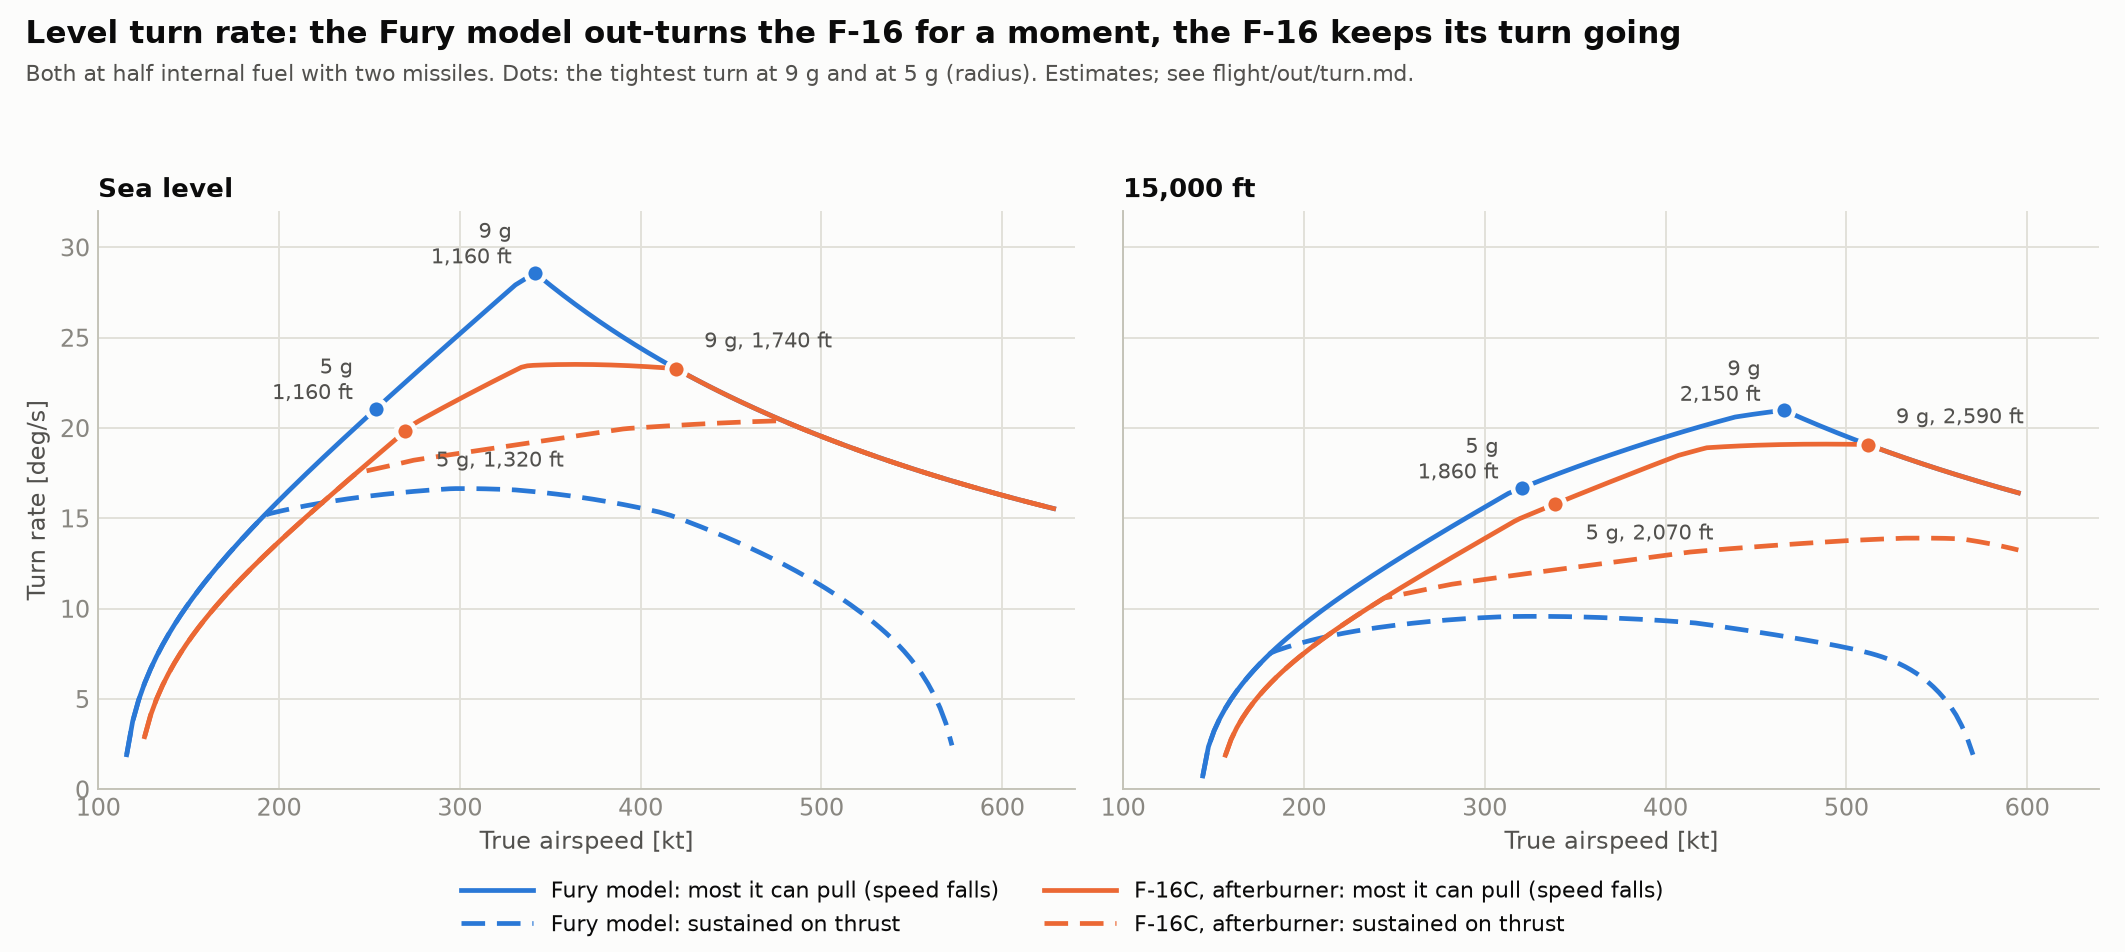 Level turn rate: the Fury model out-turns the F-16 for a moment, the F-16 keeps its turn going
Both at half internal fuel with two missiles. Dots: the tightest turn at 9 g and at 5 g (radius). Estimates; see flight/out/turn.md.
Sea level
30
25
20
15
10
5
0
Turn rate [deg/s]
9 g
1,160 ft
9 g, 1,740 ft
5 g
1,160 ft
5 g, 1,320 ft
100 200 300 400 500 600
True airspeed [kt]
15,000 ft
9 g
2,150 ft
9 g, 2,590 ft
5 g
1,860 ft
5 g, 2,070 ft
100 200 300 400 500 600
True airspeed [kt]
Fury model: most it can pull (speed falls)
Fury model: sustained on thrust
F-16C, afterburner: most it can pull (speed falls)
F-16C, afterburner: sustained on thrust